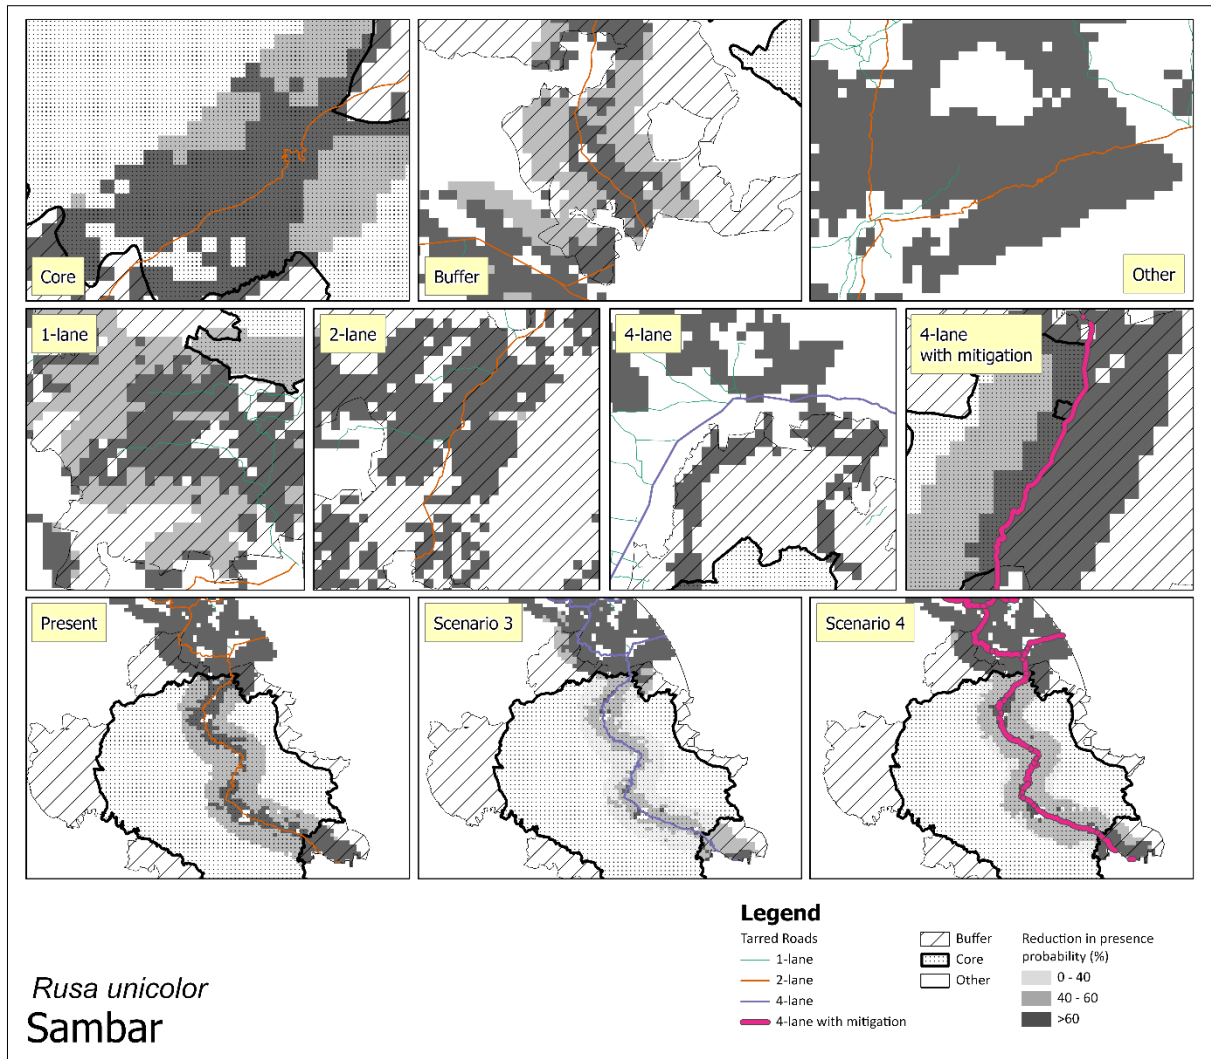 Core
Buffer
Other
1-lane
2-lane
4-lane
4-lane
with mitigation
Present
Scenario 3
Scenario 4
Legend
Tarred Roads
1-lane
2-lane
4-lane
4-lane with mitigation
Buffer
Core
Other
Reduction in presence
probability (%)
0 - 40
40 - 60
>60
Rusa unicolor
Sambar